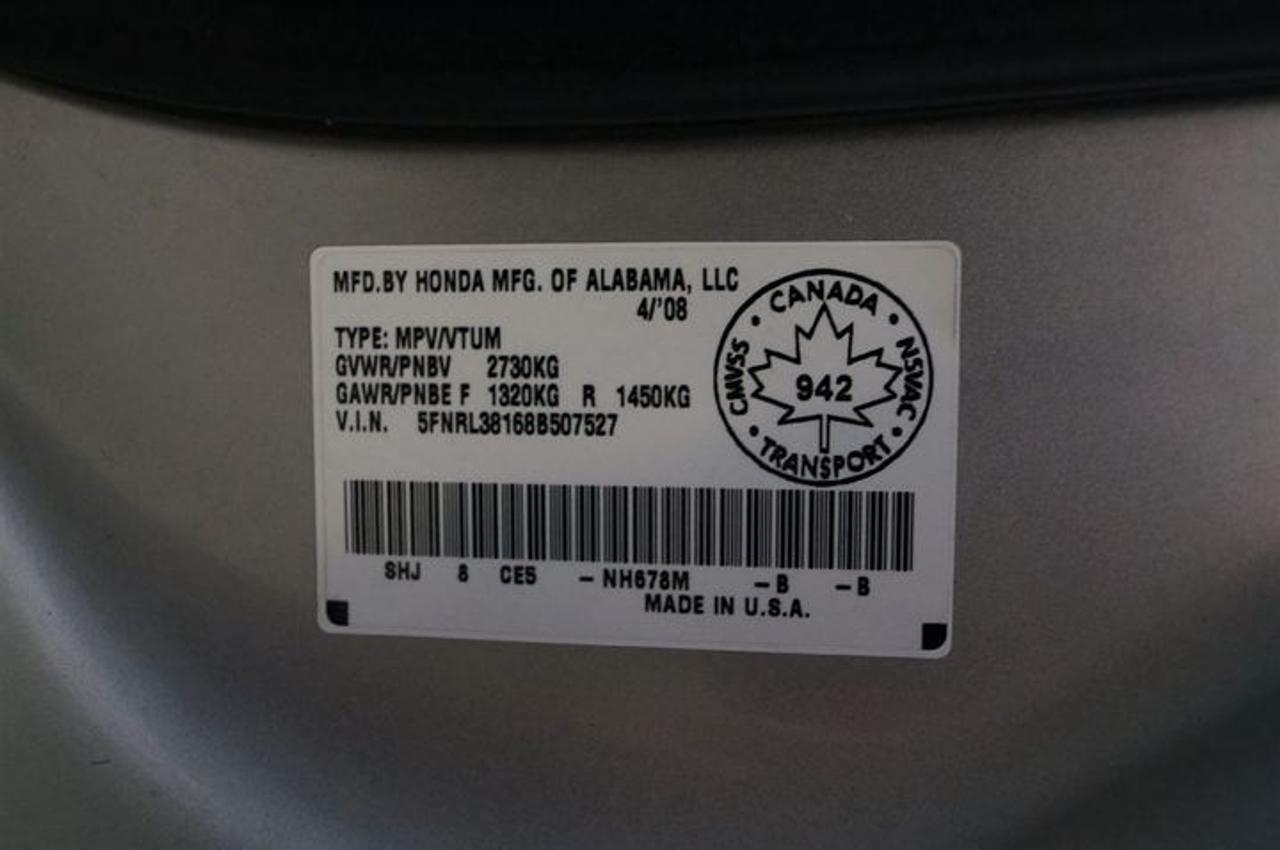 MFD.BY HONDA MFG. OF ALABAMA, LLC
4/'08
TYPE: MPV/VTUM
GVWR/PNBV 2730KG
GAWR/PNBE F 1320KG R 1450KG
V.I.N. 5FNRL38168B507527
CANADA
CMVSS
NSVAC
942
TRANSPORT
SHJ 8 CE5 - NH678M - B - B
MADE IN U.S.A.